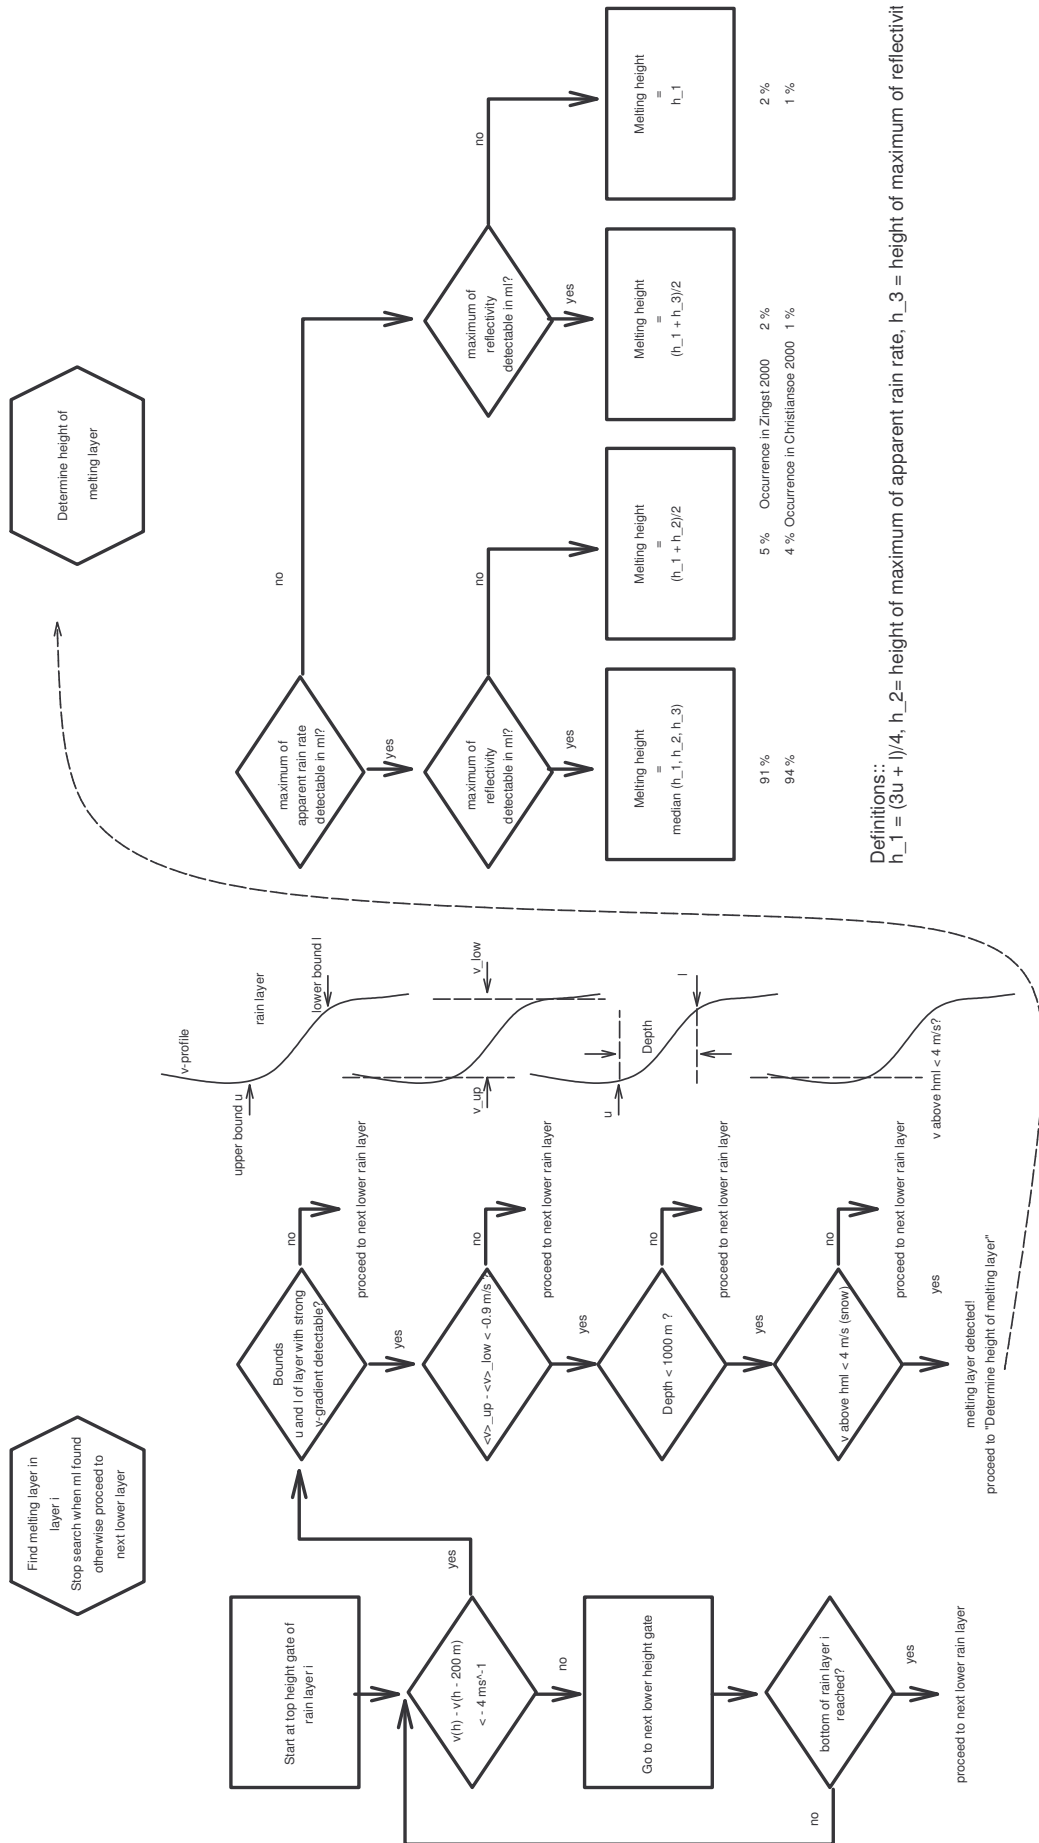 Find melting layer in
layer i
Stop search when ml found
otherwise proceed to
next lower layer
Start at top height gate of
rain layer i
v(h) - v(h - 200 m)
< - 4 ms^-1
yes
no
Go to next lower height gate
bottom of rain layer i
reached?
no
yes
proceed to next lower rain layer
Bounds
u and l of layer with strong
v-gradient detectable?
no
proceed to next lower rain layer
yes
<v>_up - <v>_low < -0.9 m/s ?
no
proceed to next lower rain layer
yes
Depth < 1000 m ?
no
proceed to next lower rain layer
yes
v above hml < 4 m/s (snow)
no
proceed to next lower rain layer
yes
melting layer detected!
proceed to "Determine height of melting layer"
v-profile
upper bound u
rain layer
lower bound l
v_up
v_low
u
Depth
l
v above hml < 4 m/s?
Determine height of
melting layer
maximum of
apparent rain rate
detectable in ml?
no
yes
maximum of
reflectivity
detectable in ml?
no
yes
maximum of
reflectivity
detectable in ml?
no
yes
Melting height
=
median (h_1, h_2, h_3)
Melting height
=
(h_1 + h_2)/2
Melting height
=
(h_1 + h_3)/2
Melting height
=
h_1
91 % 5 % Occurrence in Zingst 2000 2 % 2 %
94 % 4 % Occurrence in Christiansoe 2000 1 % 1 %
Definitions::
h_1 = (3u + l)/4, h_2= height of maximum of apparent rain rate, h_3 = height of maximum of reflectivit